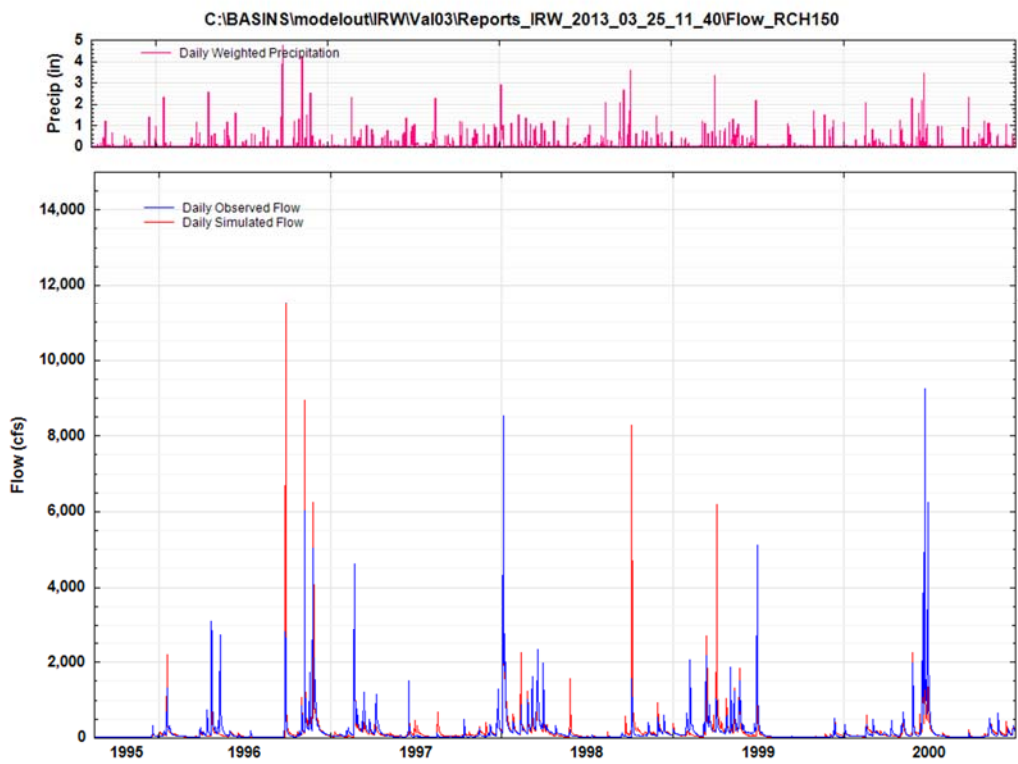 C:\BASINS\modelout\IRW\Val03\Reports_IRW_2013_03_25_11_40\Flow_RCH150
Precip (in)
5
4
3
2
1
0
Daily Weighted Precipitation
Flow (cfs)
14,000
12,000
10,000
8,000
6,000
4,000
2,000
0
Daily Observed Flow
Daily Simulated Flow
1995 1996 1997 1998 1999 2000